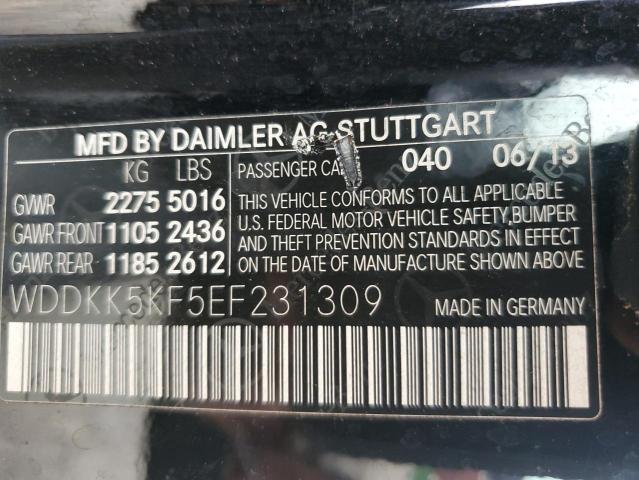 MFD BY DAIMLER AG STUTTGART
KG LBS
PASSENGER CAR 040 06/13
GVWR 2275 5016
GAWR FRONT 1105 2436
GAWR REAR 1185 2612
THIS VEHICLE CONFORMS TO ALL APPLICABLE
U.S. FEDERAL MOTOR VEHICLE SAFETY,BUMPER
AND THEFT PREVENTION STANDARDS IN EFFECT
ON THE DATE OF MANUFACTURE SHOWN ABOVE
WDDKK5KF5EF231309 MADE IN GERMANY